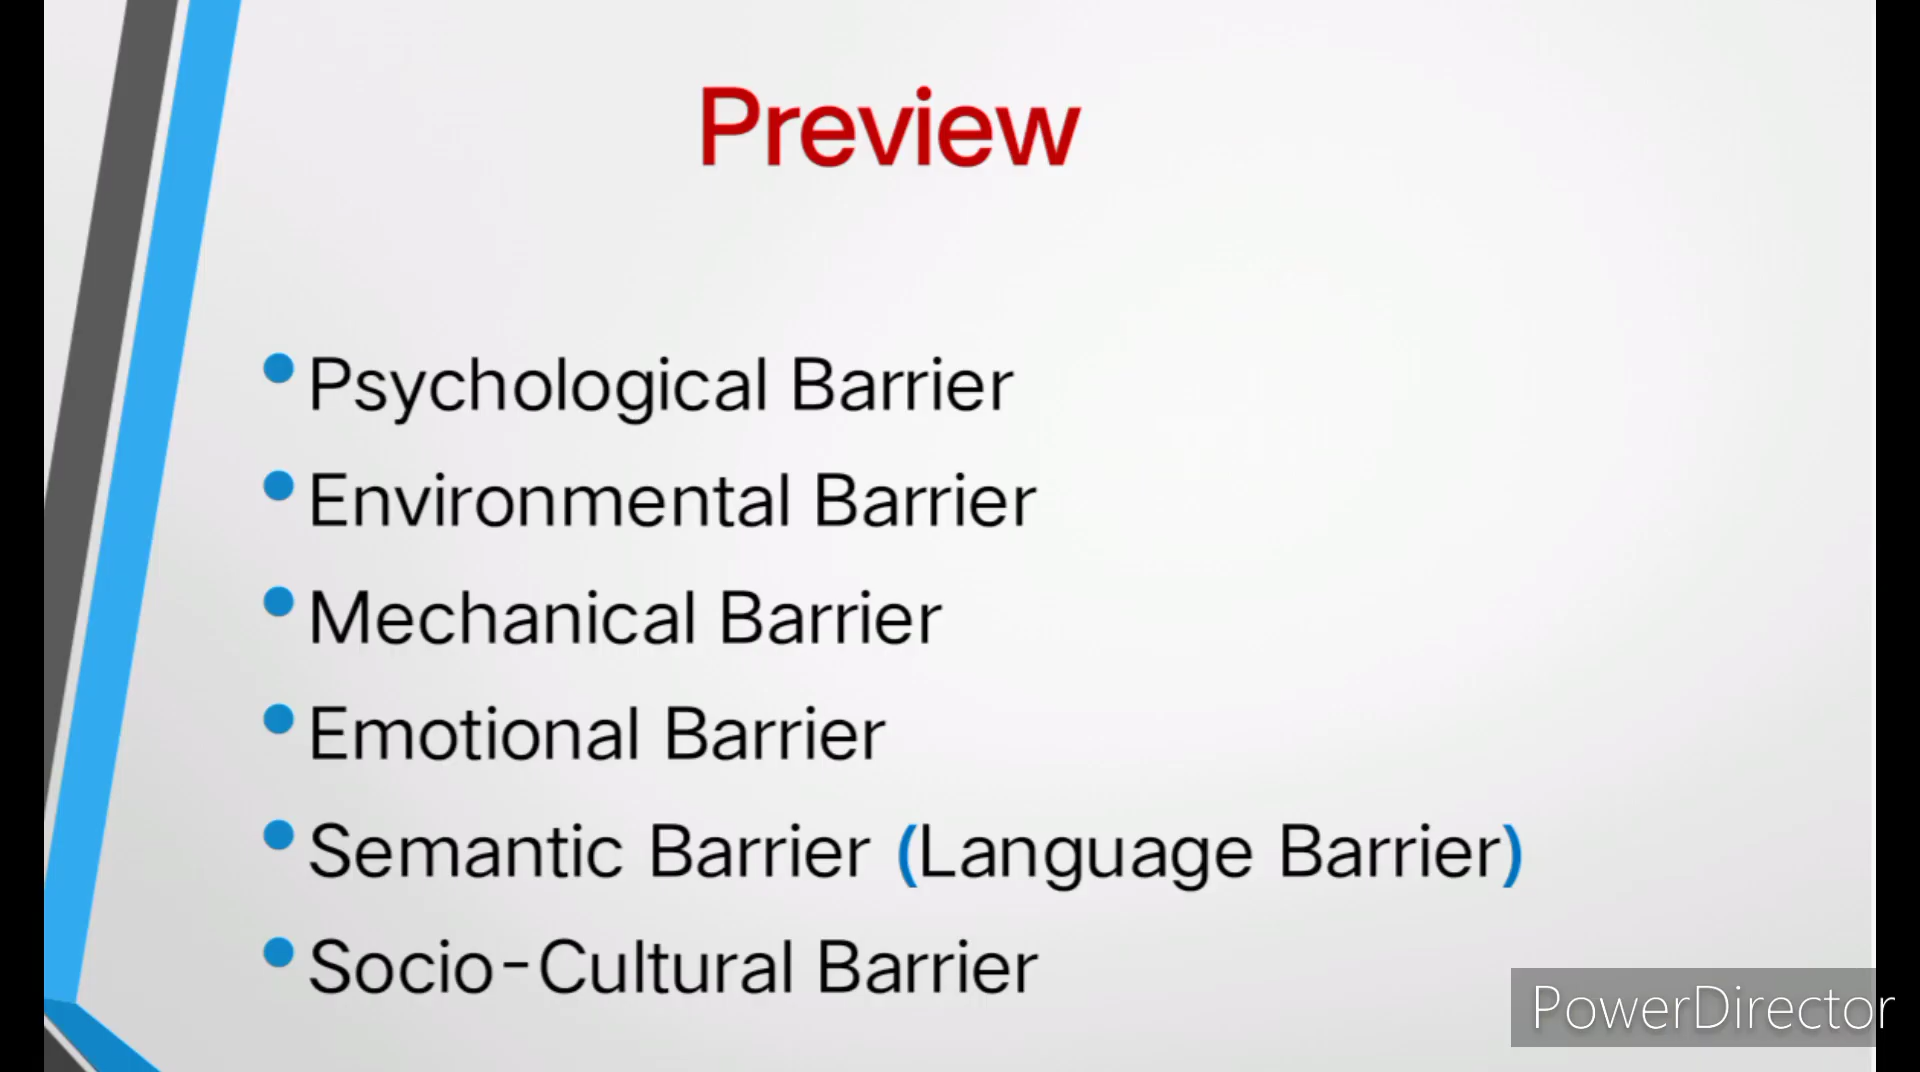 Preview
• Psychological Barrier
• Environmental Barrier
• Mechanical Barrier
• Emotional Barrier
• Semantic Barrier (Language Barrier)
• Socio-Cultural Barrier
PowerDirector